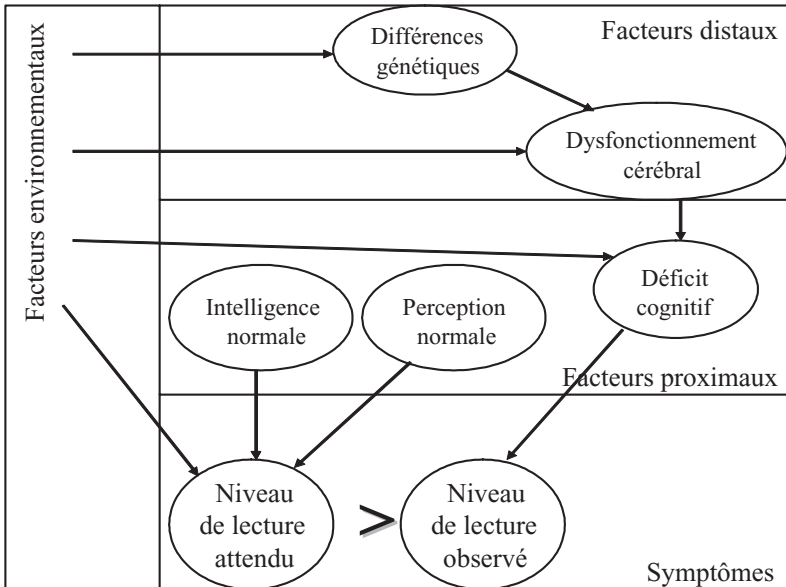 Facteurs environnementaux
Facteurs distaux
Différences
génétiques
Dysfonctionnement
cérébral
Déficit
cognitif
Intelligence
normale
Perception
normale
Facteurs proximaux
Niveau
de lecture
attendu
>
Niveau
de lecture
observé
Symptômes